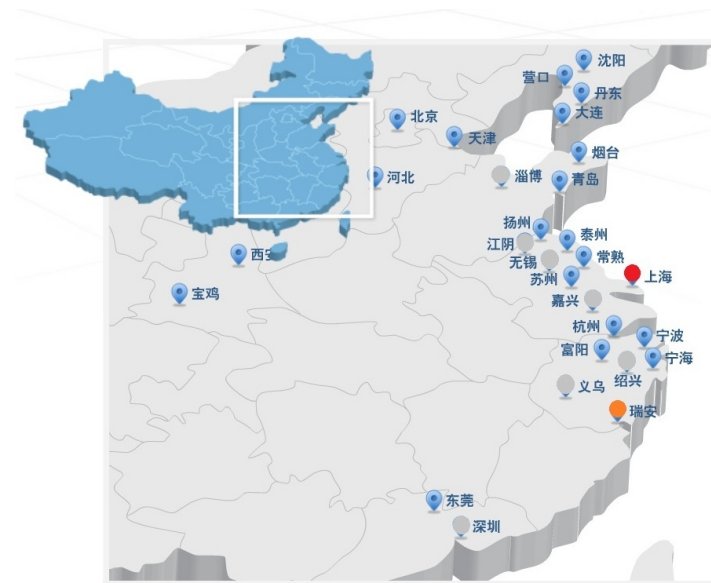 沈阳
营口
丹东
大连
北京
天津
烟台
淄博
青岛
河北
扬州
泰州
江阴
常熟
无锡
西安
苏州
上海
宝鸡
嘉兴
杭州
宁波
富阳
宁海
绍兴
义乌
瑞安
东莞
深圳